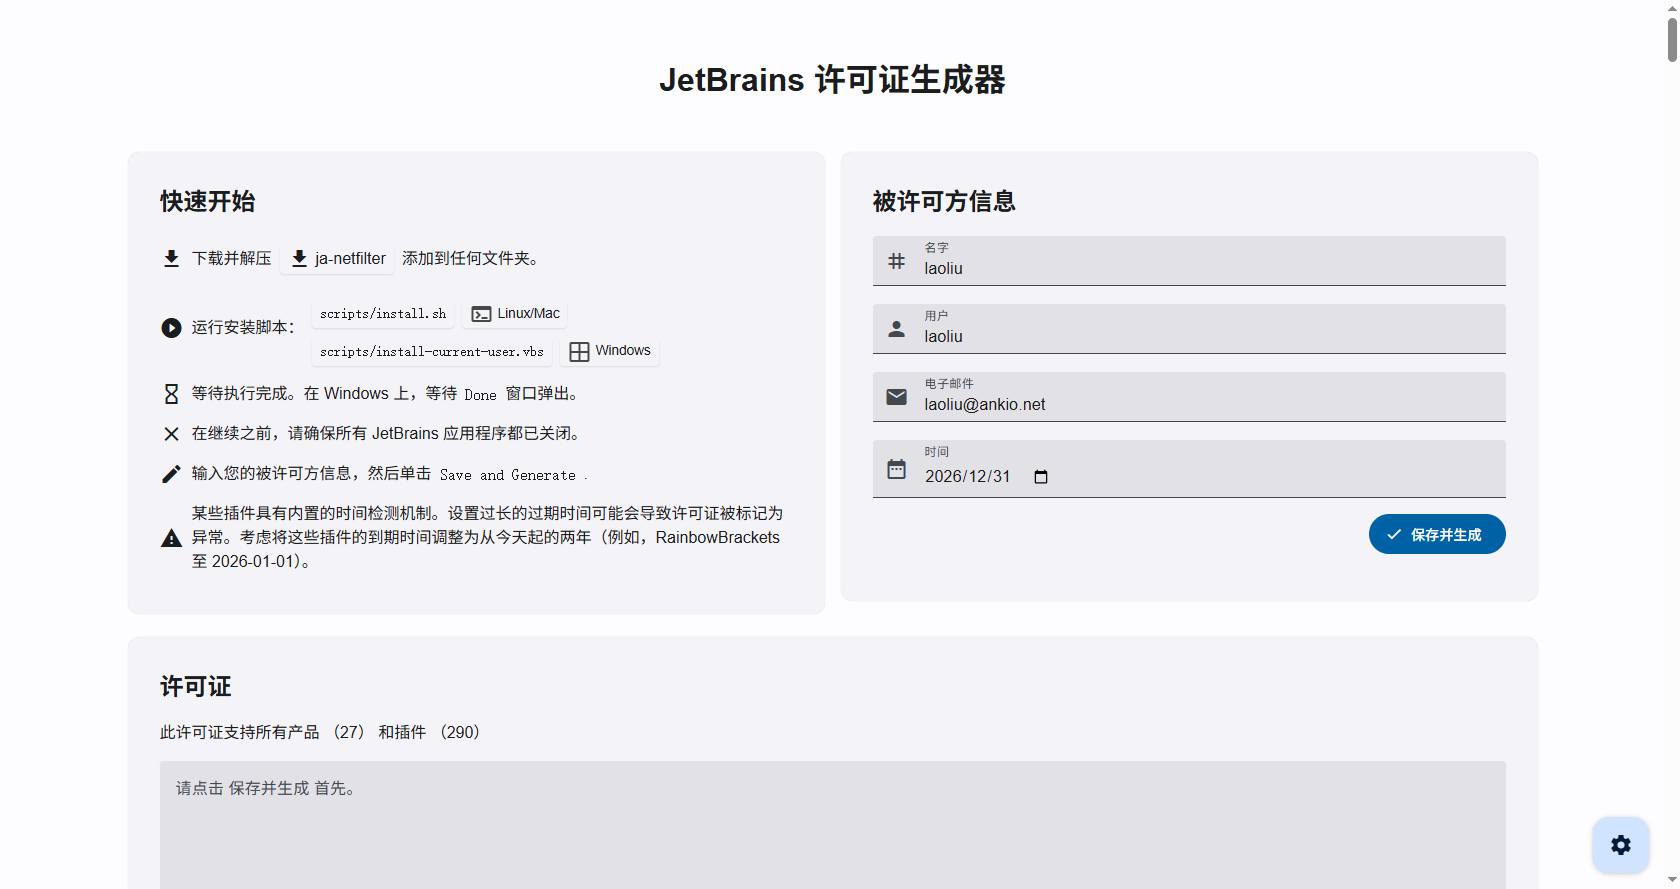 JetBrains 许可证生成器
快速开始
下载并解压 ja-netfilter 添加到任何文件夹。
运行安装脚本：
scripts/install.sh Linux/Mac
scripts/install-current-user.vbs Windows
等待执行完成。在 Windows 上，等待 Done 窗口弹出。
在继续之前，请确保所有 JetBrains 应用程序都已关闭。
输入您的被许可方信息，然后单击 Save and Generate .
某些插件具有内置的时间检测机制。设置过长的过期时间可能会导致许可证被标记为
异常。考虑将这些插件的到期时间调整为从今天起的两年（例如，RainbowBrackets
至 2026-01-01）。
被许可方信息
名字
laoliu
用户
laoliu
电子邮件
laoliu@ankio.net
时间
2026/12/31
保存并生成
许可证
此许可证支持所有产品 （27） 和插件 （290）
请点击 保存并生成 首先。